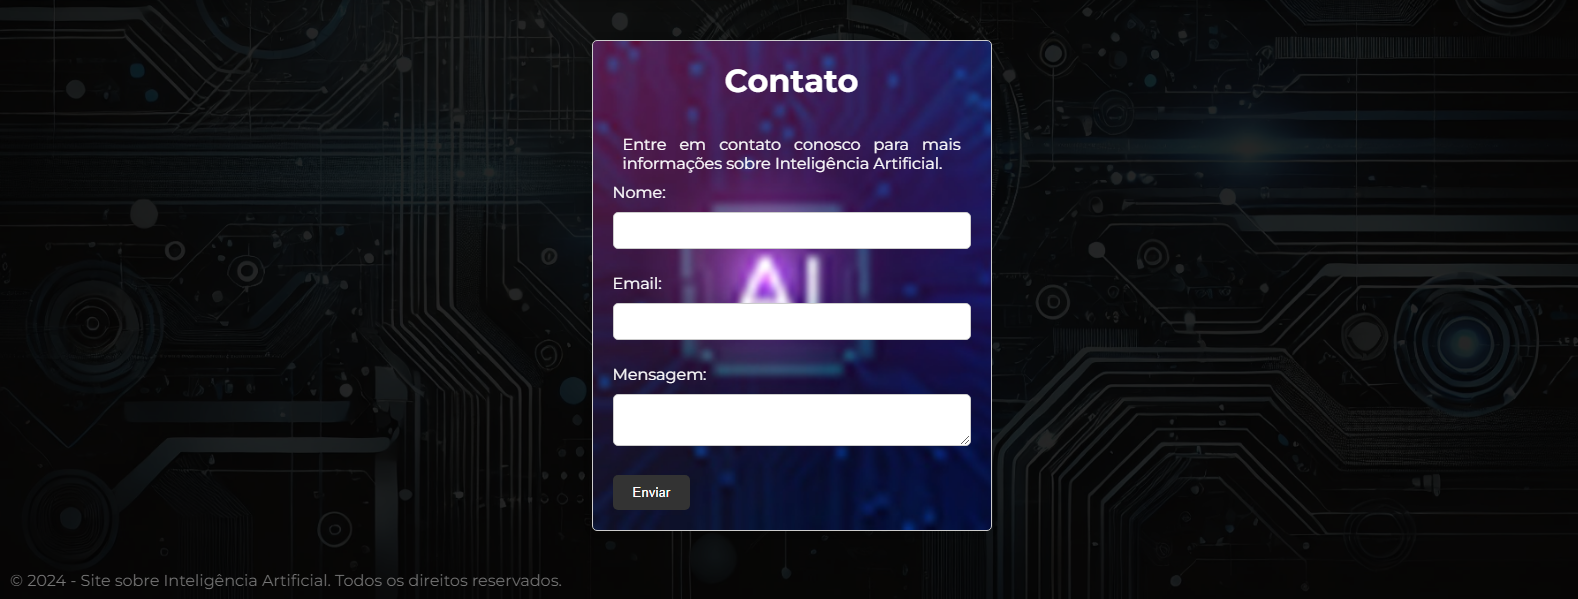 Contato
Entre em contato conosco para mais
informações sobre Inteligência Artificial.
Nome:
Email:
AI
Mensagem:
Enviar
© 2024 - Site sobre Inteligência Artificial. Todos os direitos reservados.